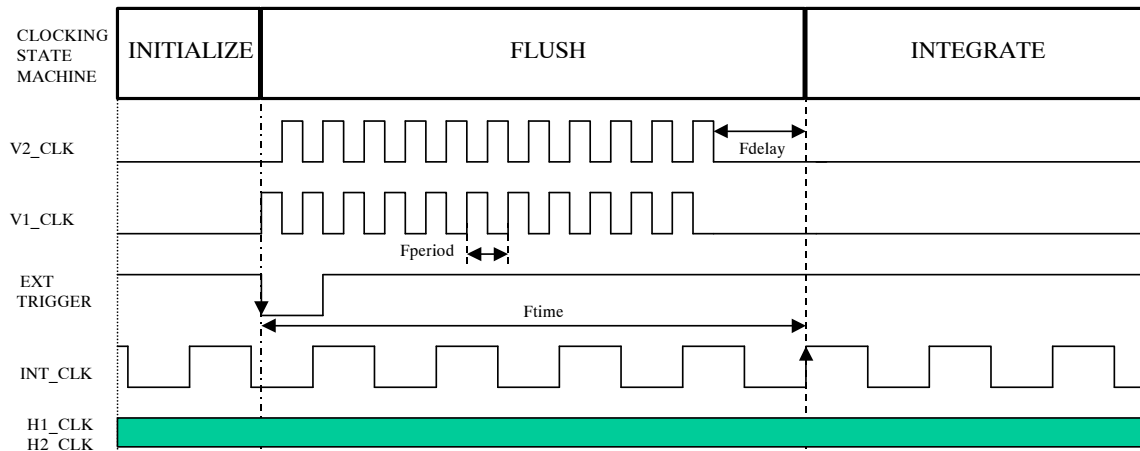 CLOCKING
STATE
MACHINE
INITIALIZE
FLUSH
INTEGRATE
V2_CLK
Fdelay
V1_CLK
Fperiod
EXT
TRIGGER
Ftime
INT_CLK
H1_CLK
H2_CLK